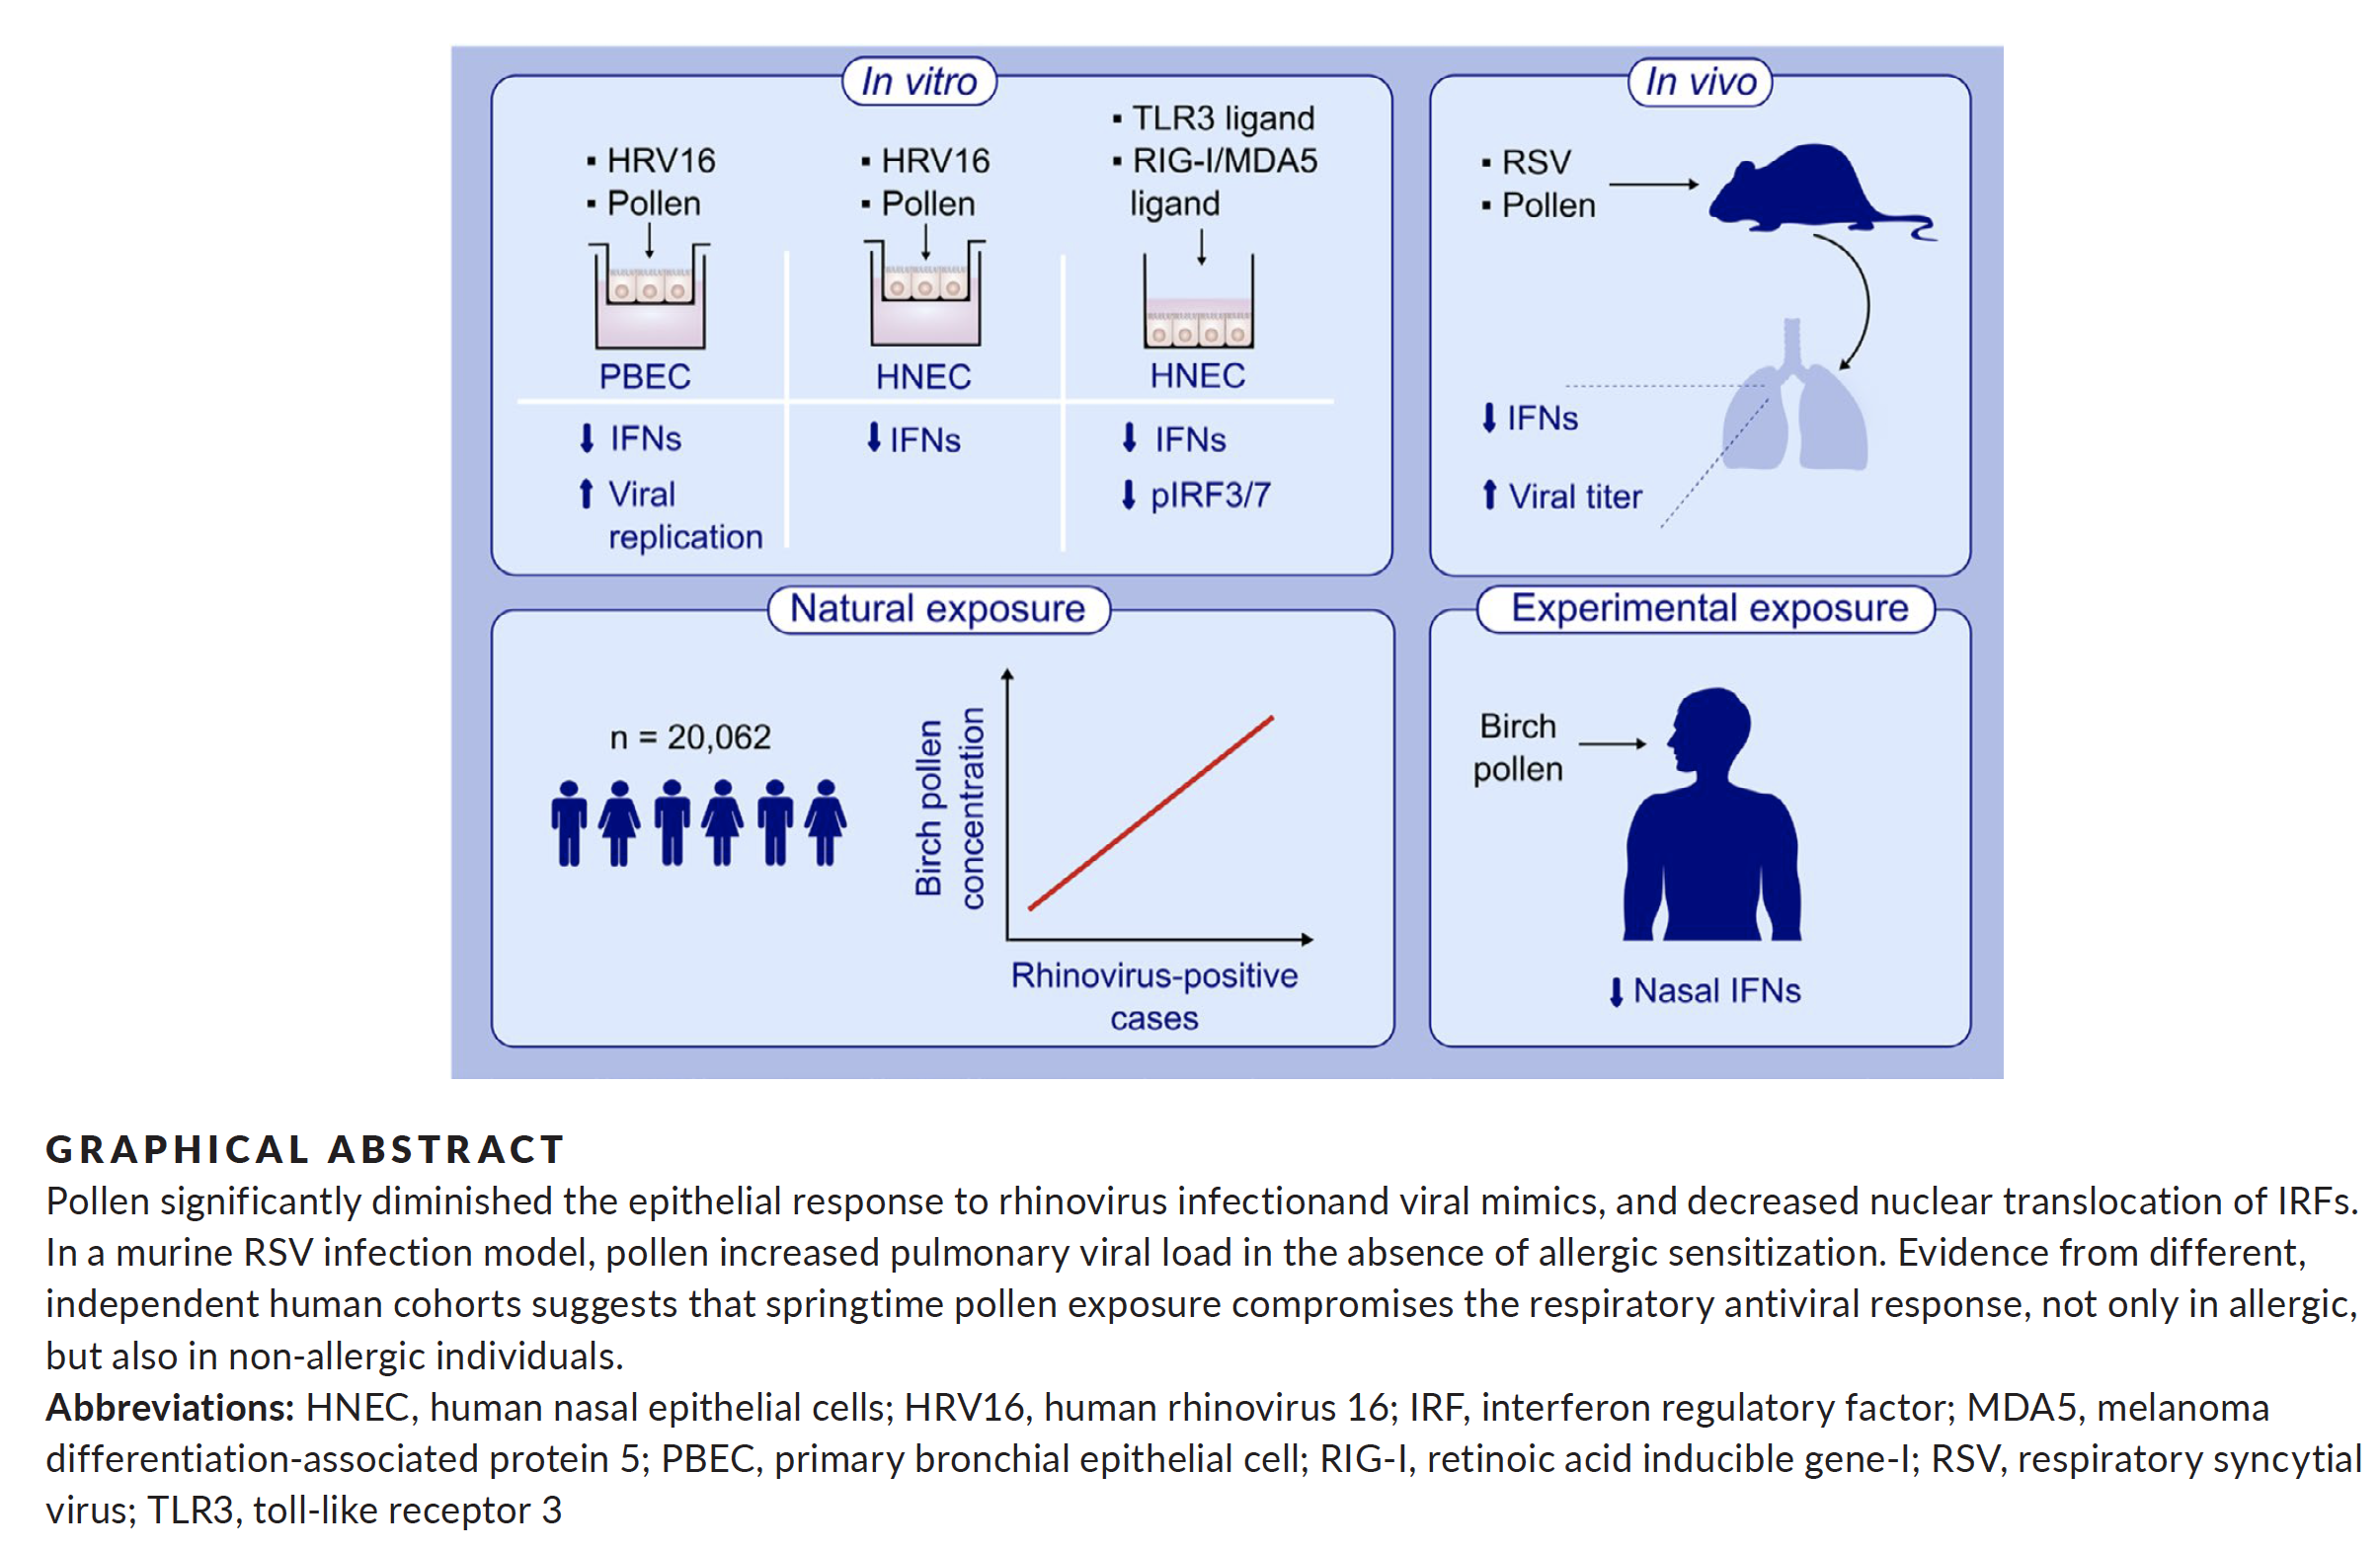 In vitro
▪ HRV16
▪ Pollen
PBEC
↓ IFNs
↑ Viral
replication
▪ HRV16
▪ Pollen
HNEC
↓ IFNs
▪ TLR3 ligand
▪ RIG-I/MDA5
ligand
HNEC
↓ IFNs
↓ pIRF3/7
In vivo
▪ RSV
▪ Pollen
↓ IFNs
↑ Viral titer
Natural exposure
n = 20,062
Birch pollen
concentration
Rhinovirus-positive
cases
Experimental exposure
Birch
pollen
↓ Nasal IFNs
GRAPHICAL ABSTRACT
Pollen significantly diminished the epithelial response to rhinovirus infectionand viral mimics, and decreased nuclear translocation of IRFs.
In a murine RSV infection model, pollen increased pulmonary viral load in the absence of allergic sensitization. Evidence from different,
independent human cohorts suggests that springtime pollen exposure compromises the respiratory antiviral response, not only in allergic,
but also in non-allergic individuals.
Abbreviations: HNEC, human nasal epithelial cells; HRV16, human rhinovirus 16; IRF, interferon regulatory factor; MDA5, melanoma
differentiation-associated protein 5; PBEC, primary bronchial epithelial cell; RIG-I, retinoic acid inducible gene-I; RSV, respiratory syncytial
virus; TLR3, toll-like receptor 3